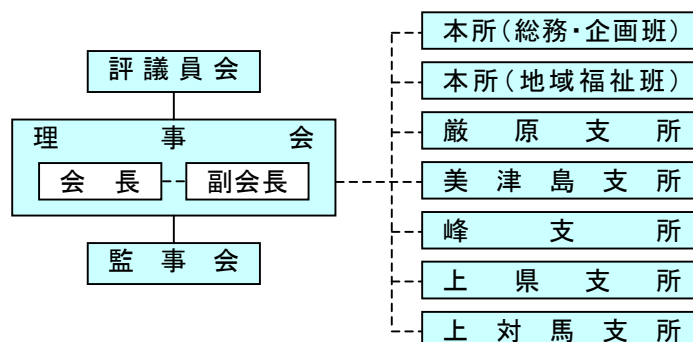 評議員会
理事会
会長
副会長
監事会
本所（総務・企画班）
本所（地域福祉班）
厳原支所
美津島支所
峰支所
上県支所
上対馬支所